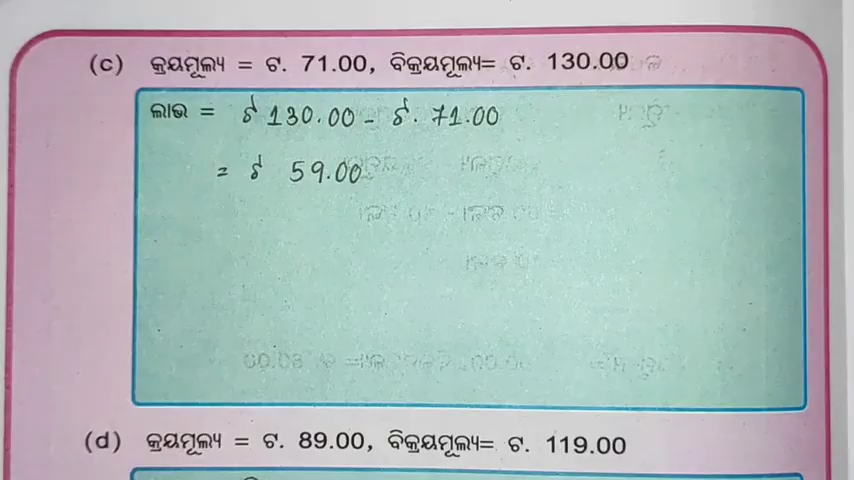 (c) କ୍ରୟମୂଲ୍ୟ = ଟ. 71.00, ବିକ୍ରୟମୂଲ୍ୟ= ଟ. 130.00
ଲାଭ = ଟ 130.00 - ଟ. 71.00
= ଟ 59.00
(d) କ୍ରୟମୂଲ୍ୟ = ଟ. 89.00, ବିକ୍ରୟମୂଲ୍ୟ= ଟ. 119.00